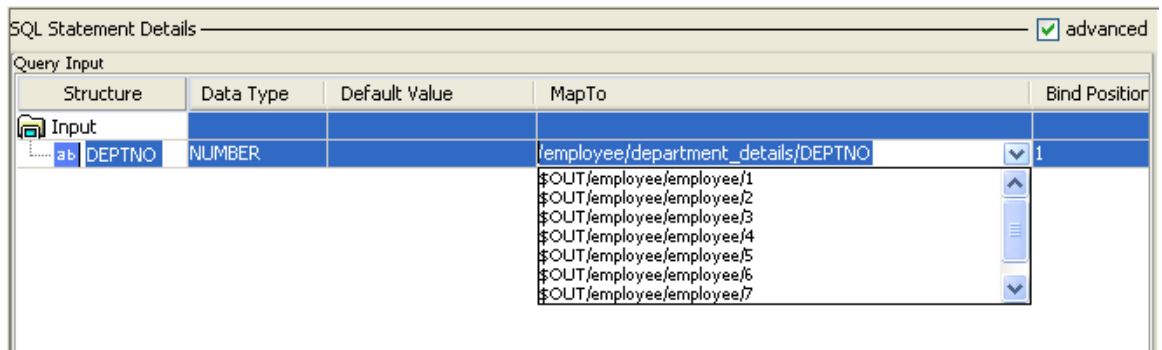 SQL Statement Details advanced
Query Input
Structure Data Type Default Value MapTo Bind Position
Input
ab DEPTNO NUMBER /employee/department_details/DEPTNO 1
$OUT/employee/employee/1
$OUT/employee/employee/2
$OUT/employee/employee/3
$OUT/employee/employee/4
$OUT/employee/employee/5
$OUT/employee/employee/6
$OUT/employee/employee/7